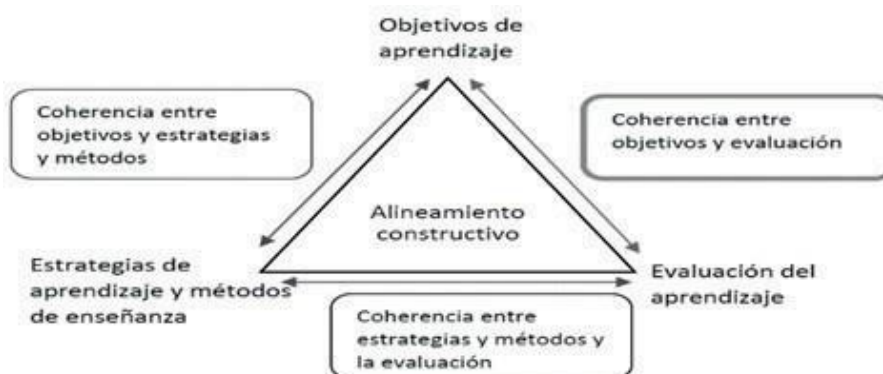 Objetivos de
aprendizaje
Coherencia entre
objetivos y estrategias
y métodos
Coherencia entre
objetivos y evaluación
Alineamiento
constructivo
Estrategias de
aprendizaje y métodos
de enseñanza
Evaluación del
aprendizaje
Coherencia entre
estrategias y métodos y
la evaluación